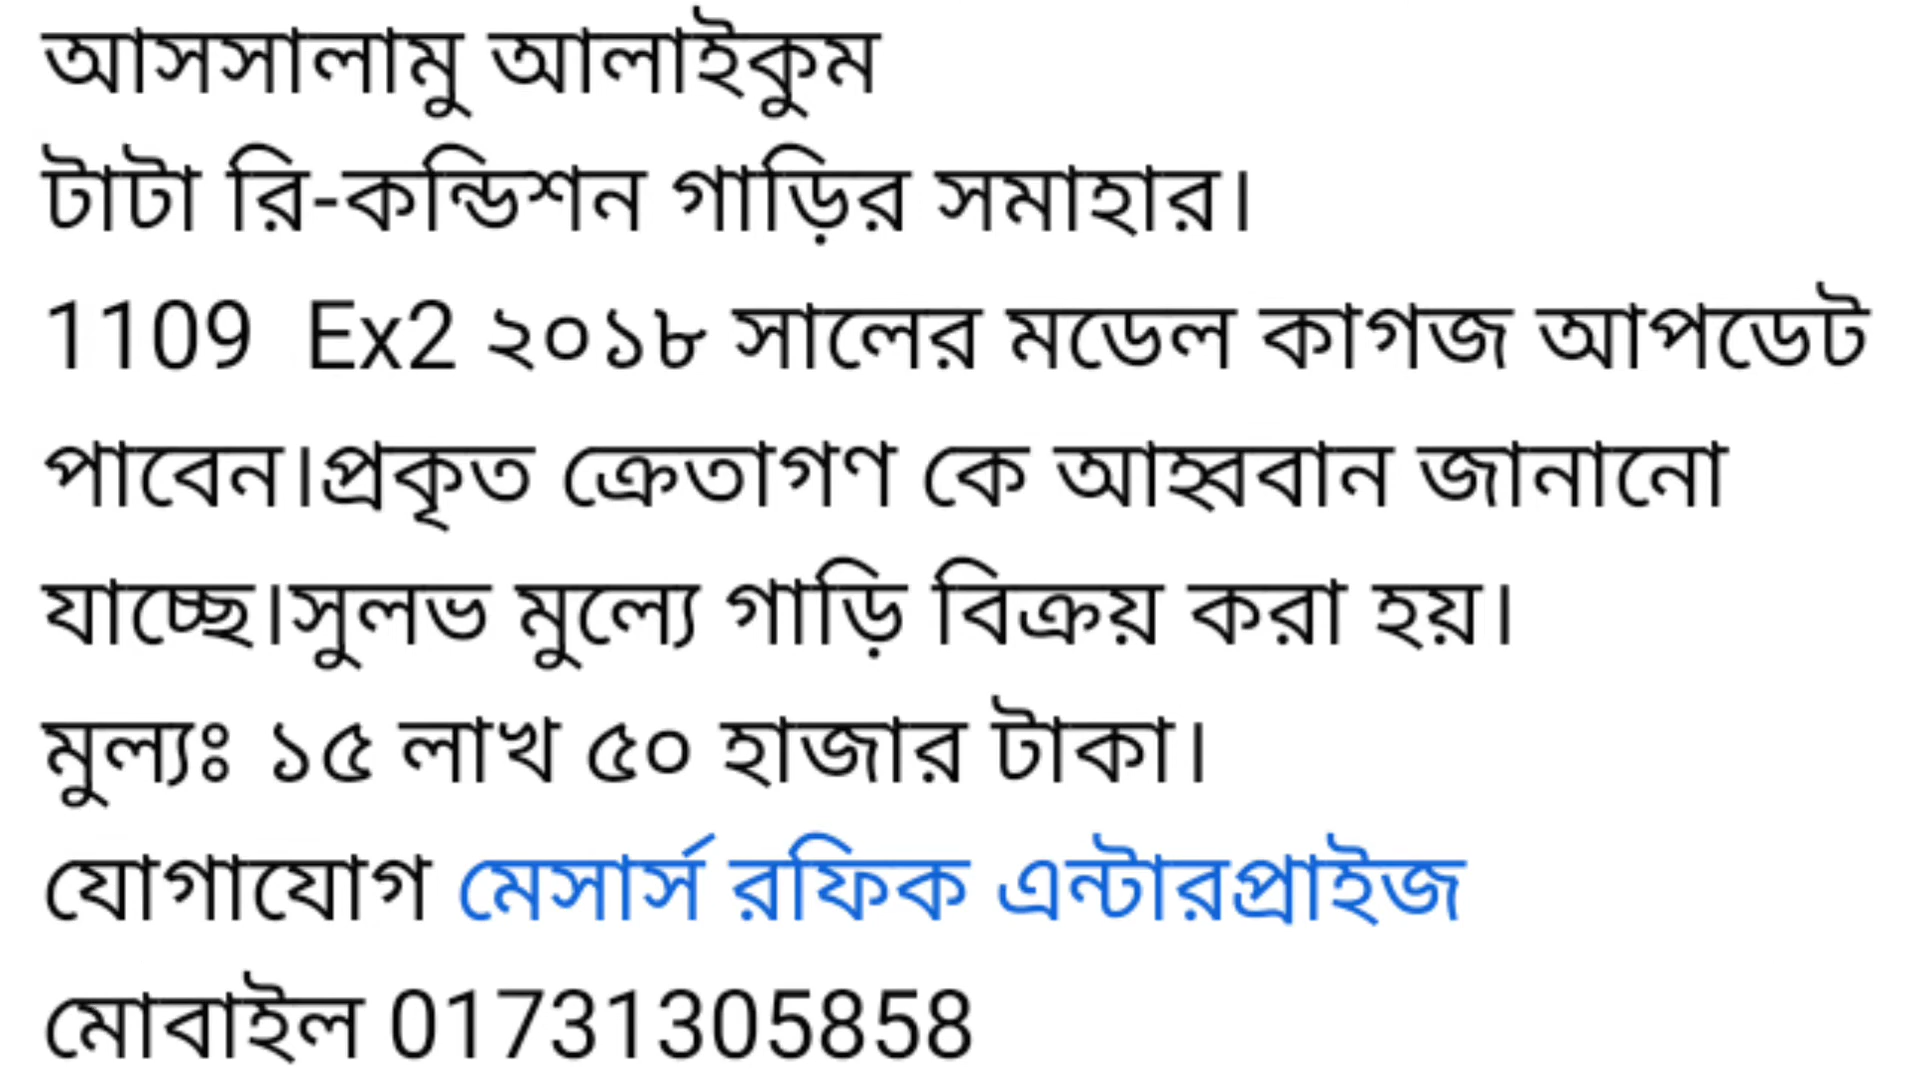 আসসালামু আলাইকুম
টাটা রি-কন্ডিশন গাড়ির সমাহার।
1109  Ex2 ২০১৮ সালের মডেল কাগজ আপডেট
পাবেন।প্রকৃত ক্রেতাগণ কে আহ্ববান জানানো
যাচ্ছে।সুলভ মুল্যে গাড়ি বিক্রয় করা হয়।
মুল্যঃ ১৫ লাখ ৫০ হাজার টাকা।
যোগাযোগ মেসার্স রফিক এন্টারপ্রাইজ
মোবাইল 01731305858